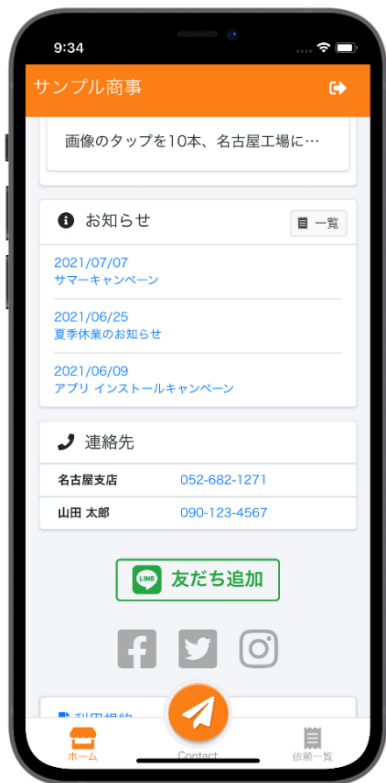 9:34
サンプル商事
画像のタップを10本、名古屋工場に…
お知らせ
一覧
2021/07/07
サマーキャンペーン
2021/06/25
夏季休業のお知らせ
2021/06/09
アプリ インストールキャンペーン
連絡先
名古屋支店 052-682-1271
山田 太郎 090-123-4567
LINE 友だち追加
利用規約
ホーム Contact 依頼一覧